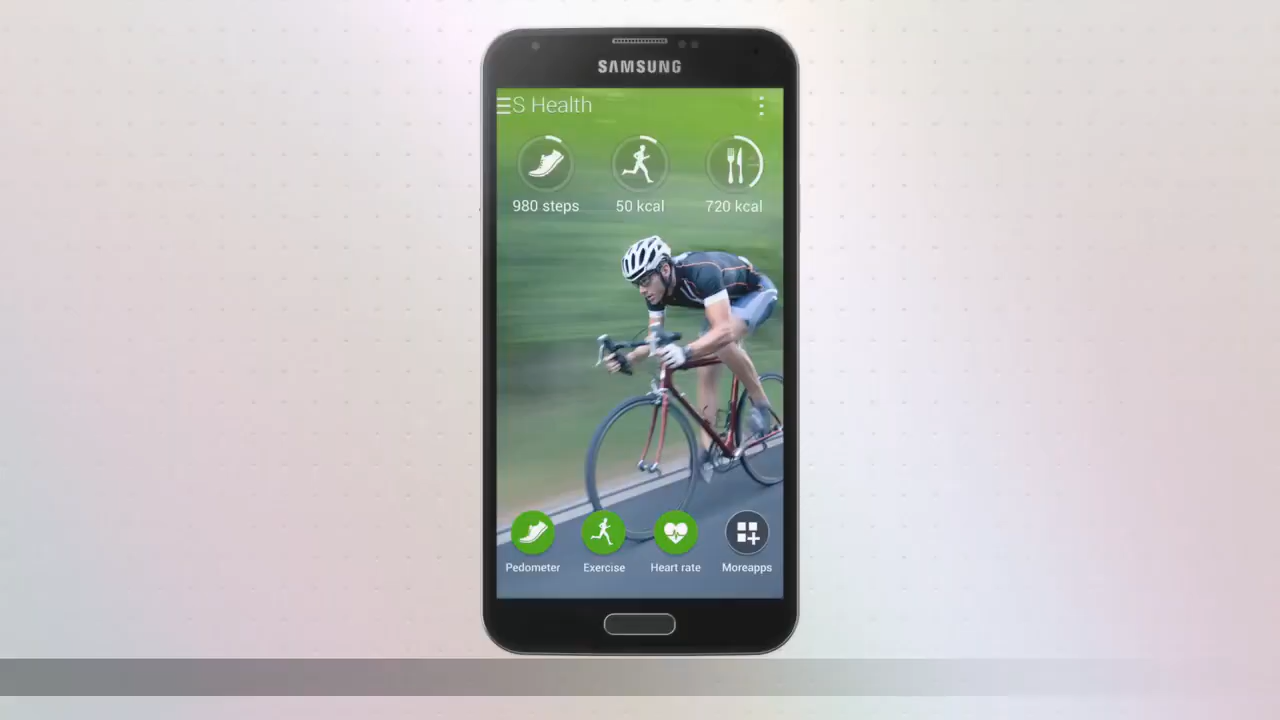 SAMSUNG
S Health
980 steps
50 kcal
720 kcal
Pedometer
Exercise
Heart rate
Moreapps